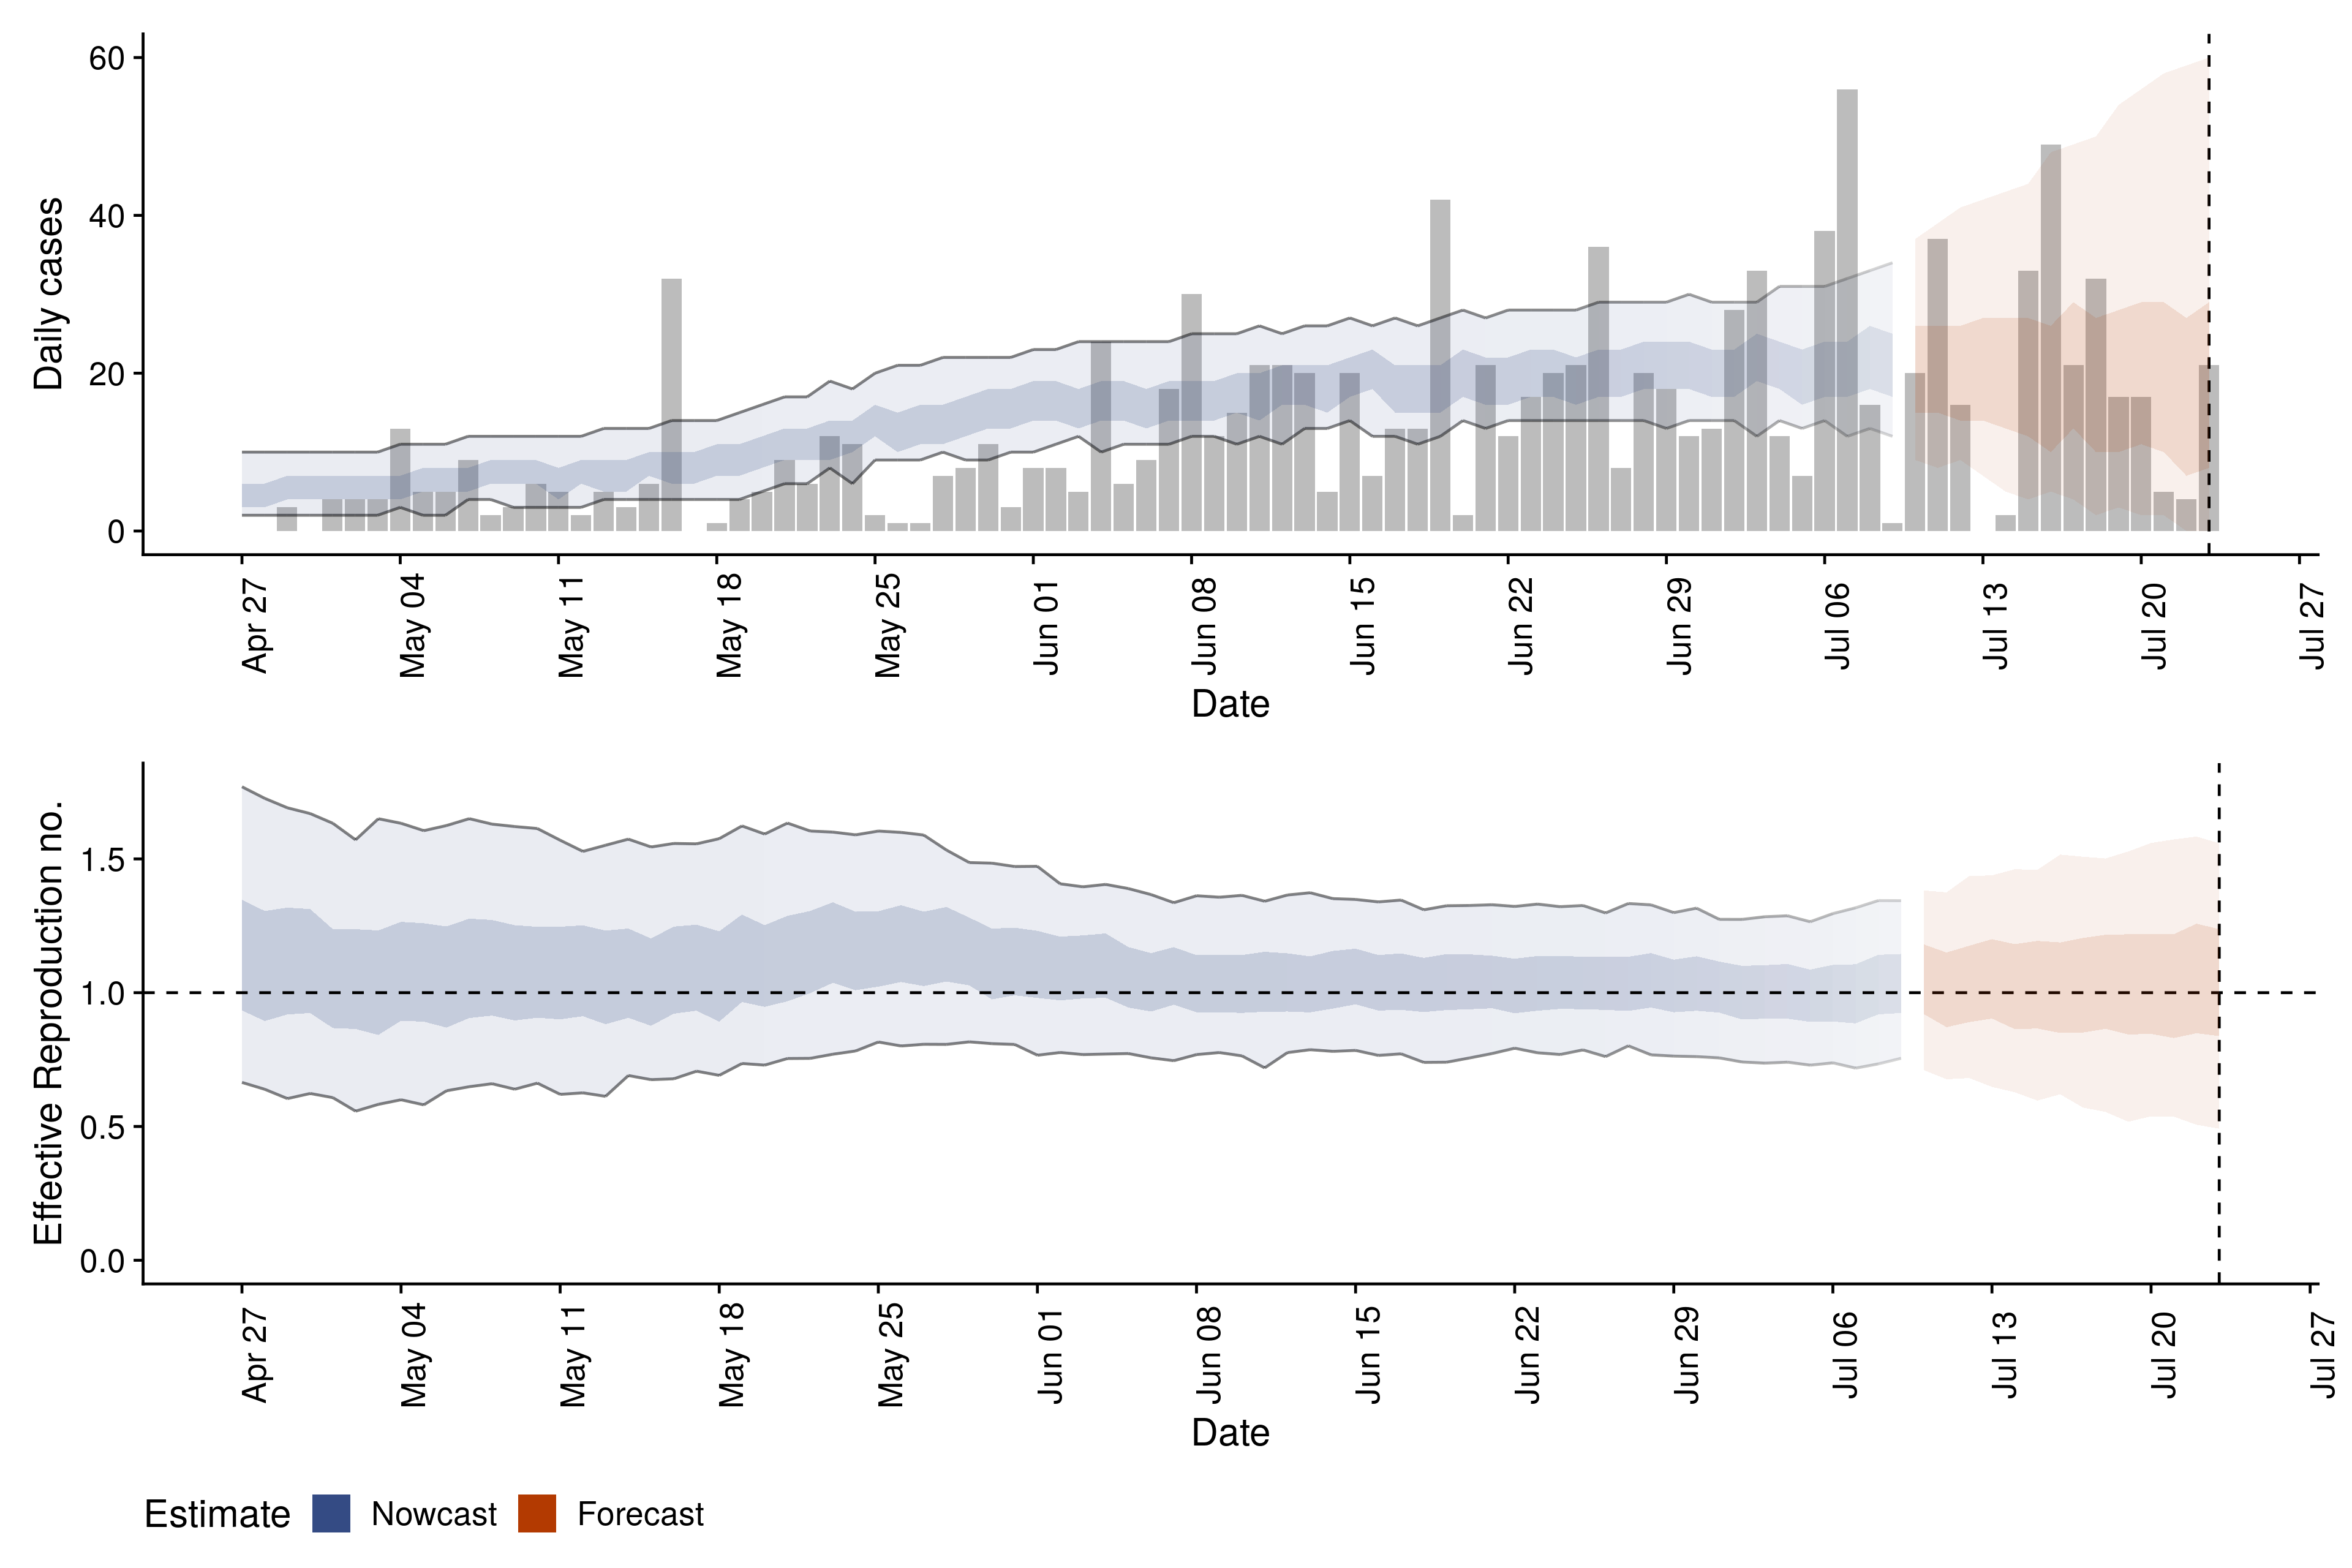 Daily cases
60
40
20
0
Apr 27
May 04
May 11
May 18
May 25
Jun 01
Jun 08
Jun 15
Jun 22
Jun 29
Jul 06
Jul 13
Jul 20
Jul 27
Date
Effective Reproduction no.
1.5
1.0
0.5
0.0
Apr 27
May 04
May 11
May 18
May 25
Jun 01
Jun 08
Jun 15
Jun 22
Jun 29
Jul 06
Jul 13
Jul 20
Jul 27
Date
Estimate Nowcast Forecast